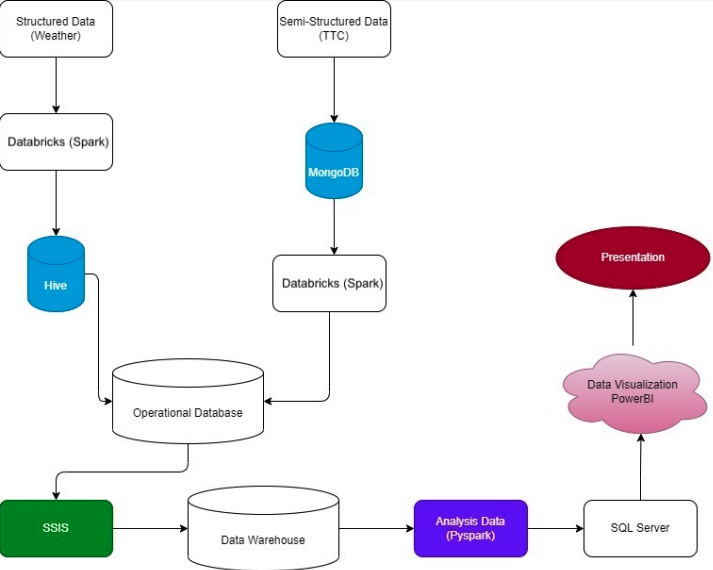 Structured Data
(Weather)
Semi-Structured Data
(TTC)
Databricks (Spark)
MongoDB
Hive
Databricks (Spark)
Presentation
Operational Database
Data Visualization
PowerBI
SSIS
Data Warehouse
Analysis Data
(Pyspark)
SQL Server